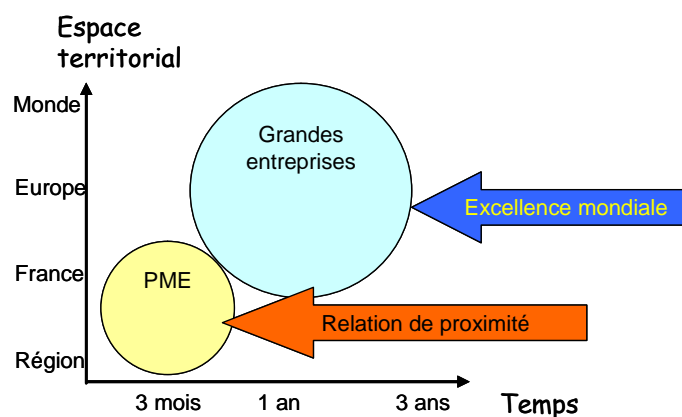 Espace
territorial
Monde
Grandes
entreprises
Europe
Excellence mondiale
France
PME
Relation de proximité
Région
3 mois
1 an
3 ans
Temps